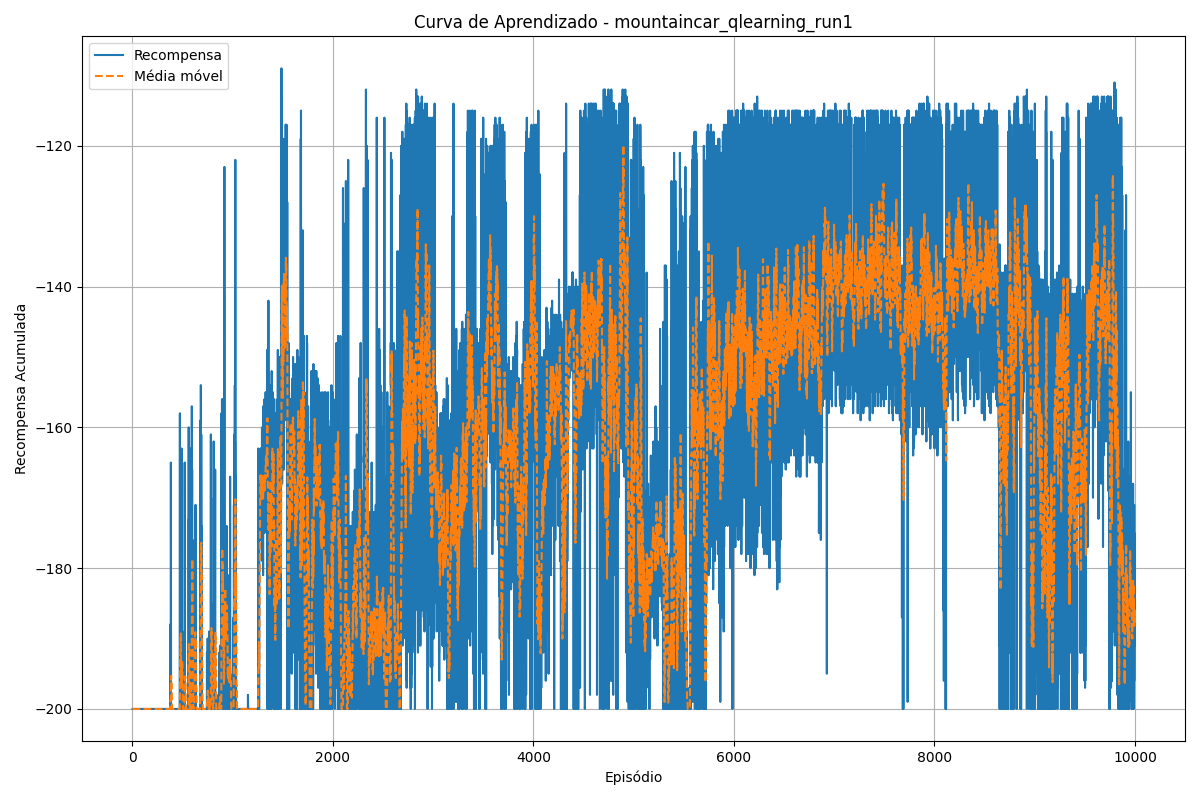 Curva de Aprendizado - mountaincar_qlearning_run1
Recompensa
Média móvel
Recompensa Acumulada
−120
−140
−160
−180
−200
0
2000
4000
6000
8000
10000
Episódio